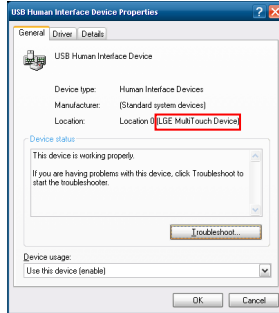 USB Human Interface Device Properties
General Driver Details
USB Human Interface Device
Device type: Human Interface Devices
Manufacturer: (Standard system devices)
Location: Location 0 (LGE MultiTouch Device)
Device status
This device is working properly.
If you are having problems with this device, click Troubleshoot to
start the troubleshooter.
Troubleshoot...
Device usage:
Use this device (enable)
OK Cancel